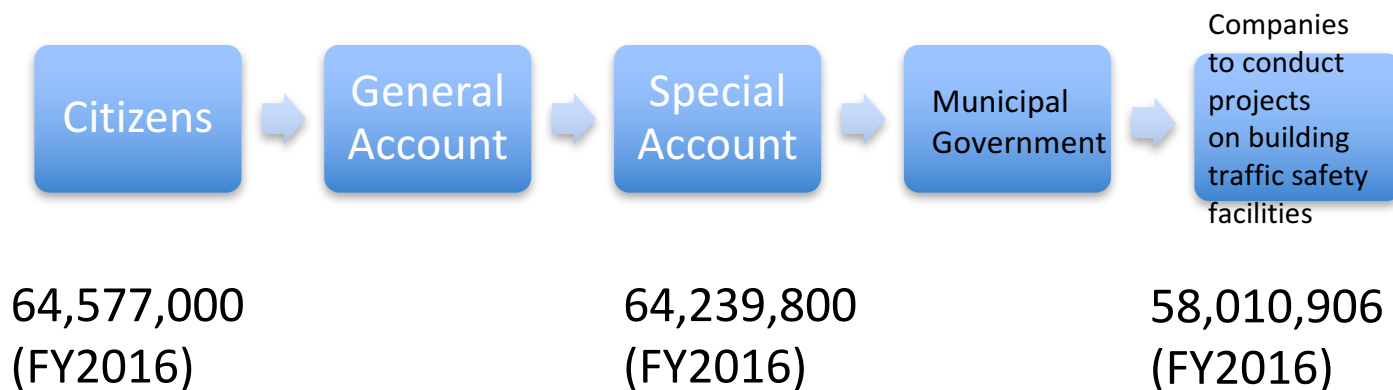 Citizens
General
Account
Special
Account
Municipal
Government
Companies
to conduct
projects
on building
traffic safety
facilities
64,577,000
(FY2016)
64,239,800
(FY2016)
58,010,906
(FY2016)